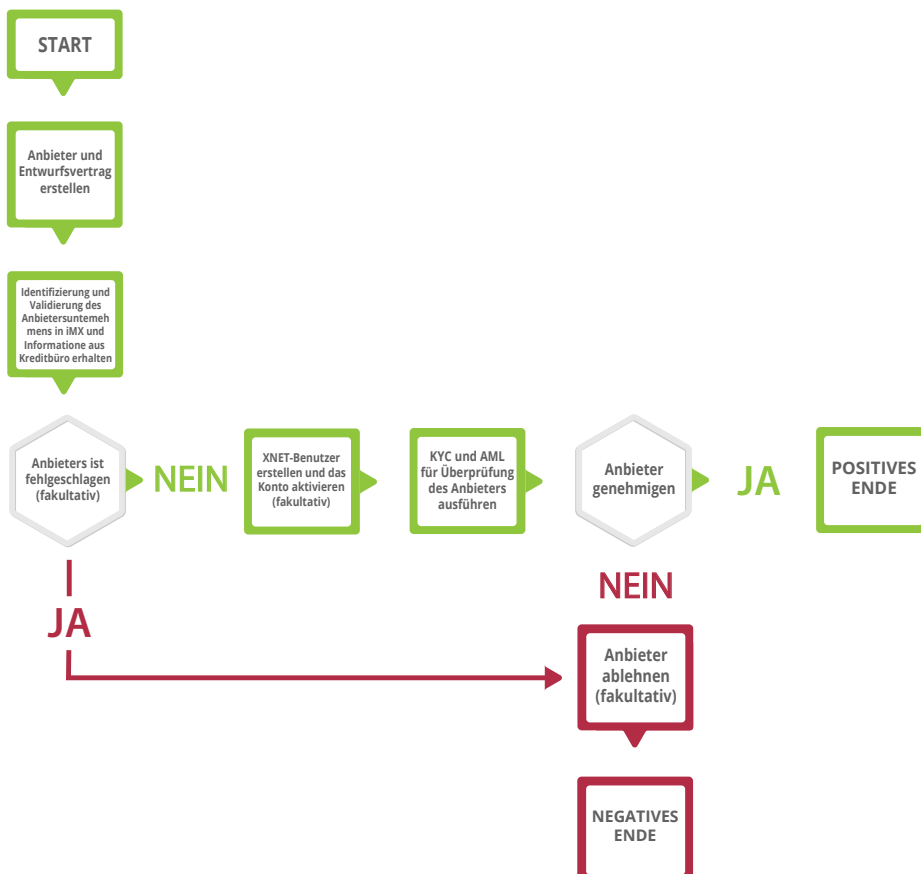 START
Anbieter und
Entwurfsvertrag
erstellen
Identifizierung und
Validierung des
Anbietersuntemeh
mens in iMX und
Informatione aus
Kreditbüro erhalten
Anbieters ist
fehlgeschlagen
(fakultativ)
NEIN
XNET-Benutzer
erstellen und das
Konto aktivieren
(fakultativ)
KYC und AML
für Überprüfung
des Anbieters
ausführen
Anbieter
genehmigen
JA
POSITIVES
ENDE
JA
NEIN
Anbieter
ablehnen
(fakultativ)
NEGATIVES
ENDE